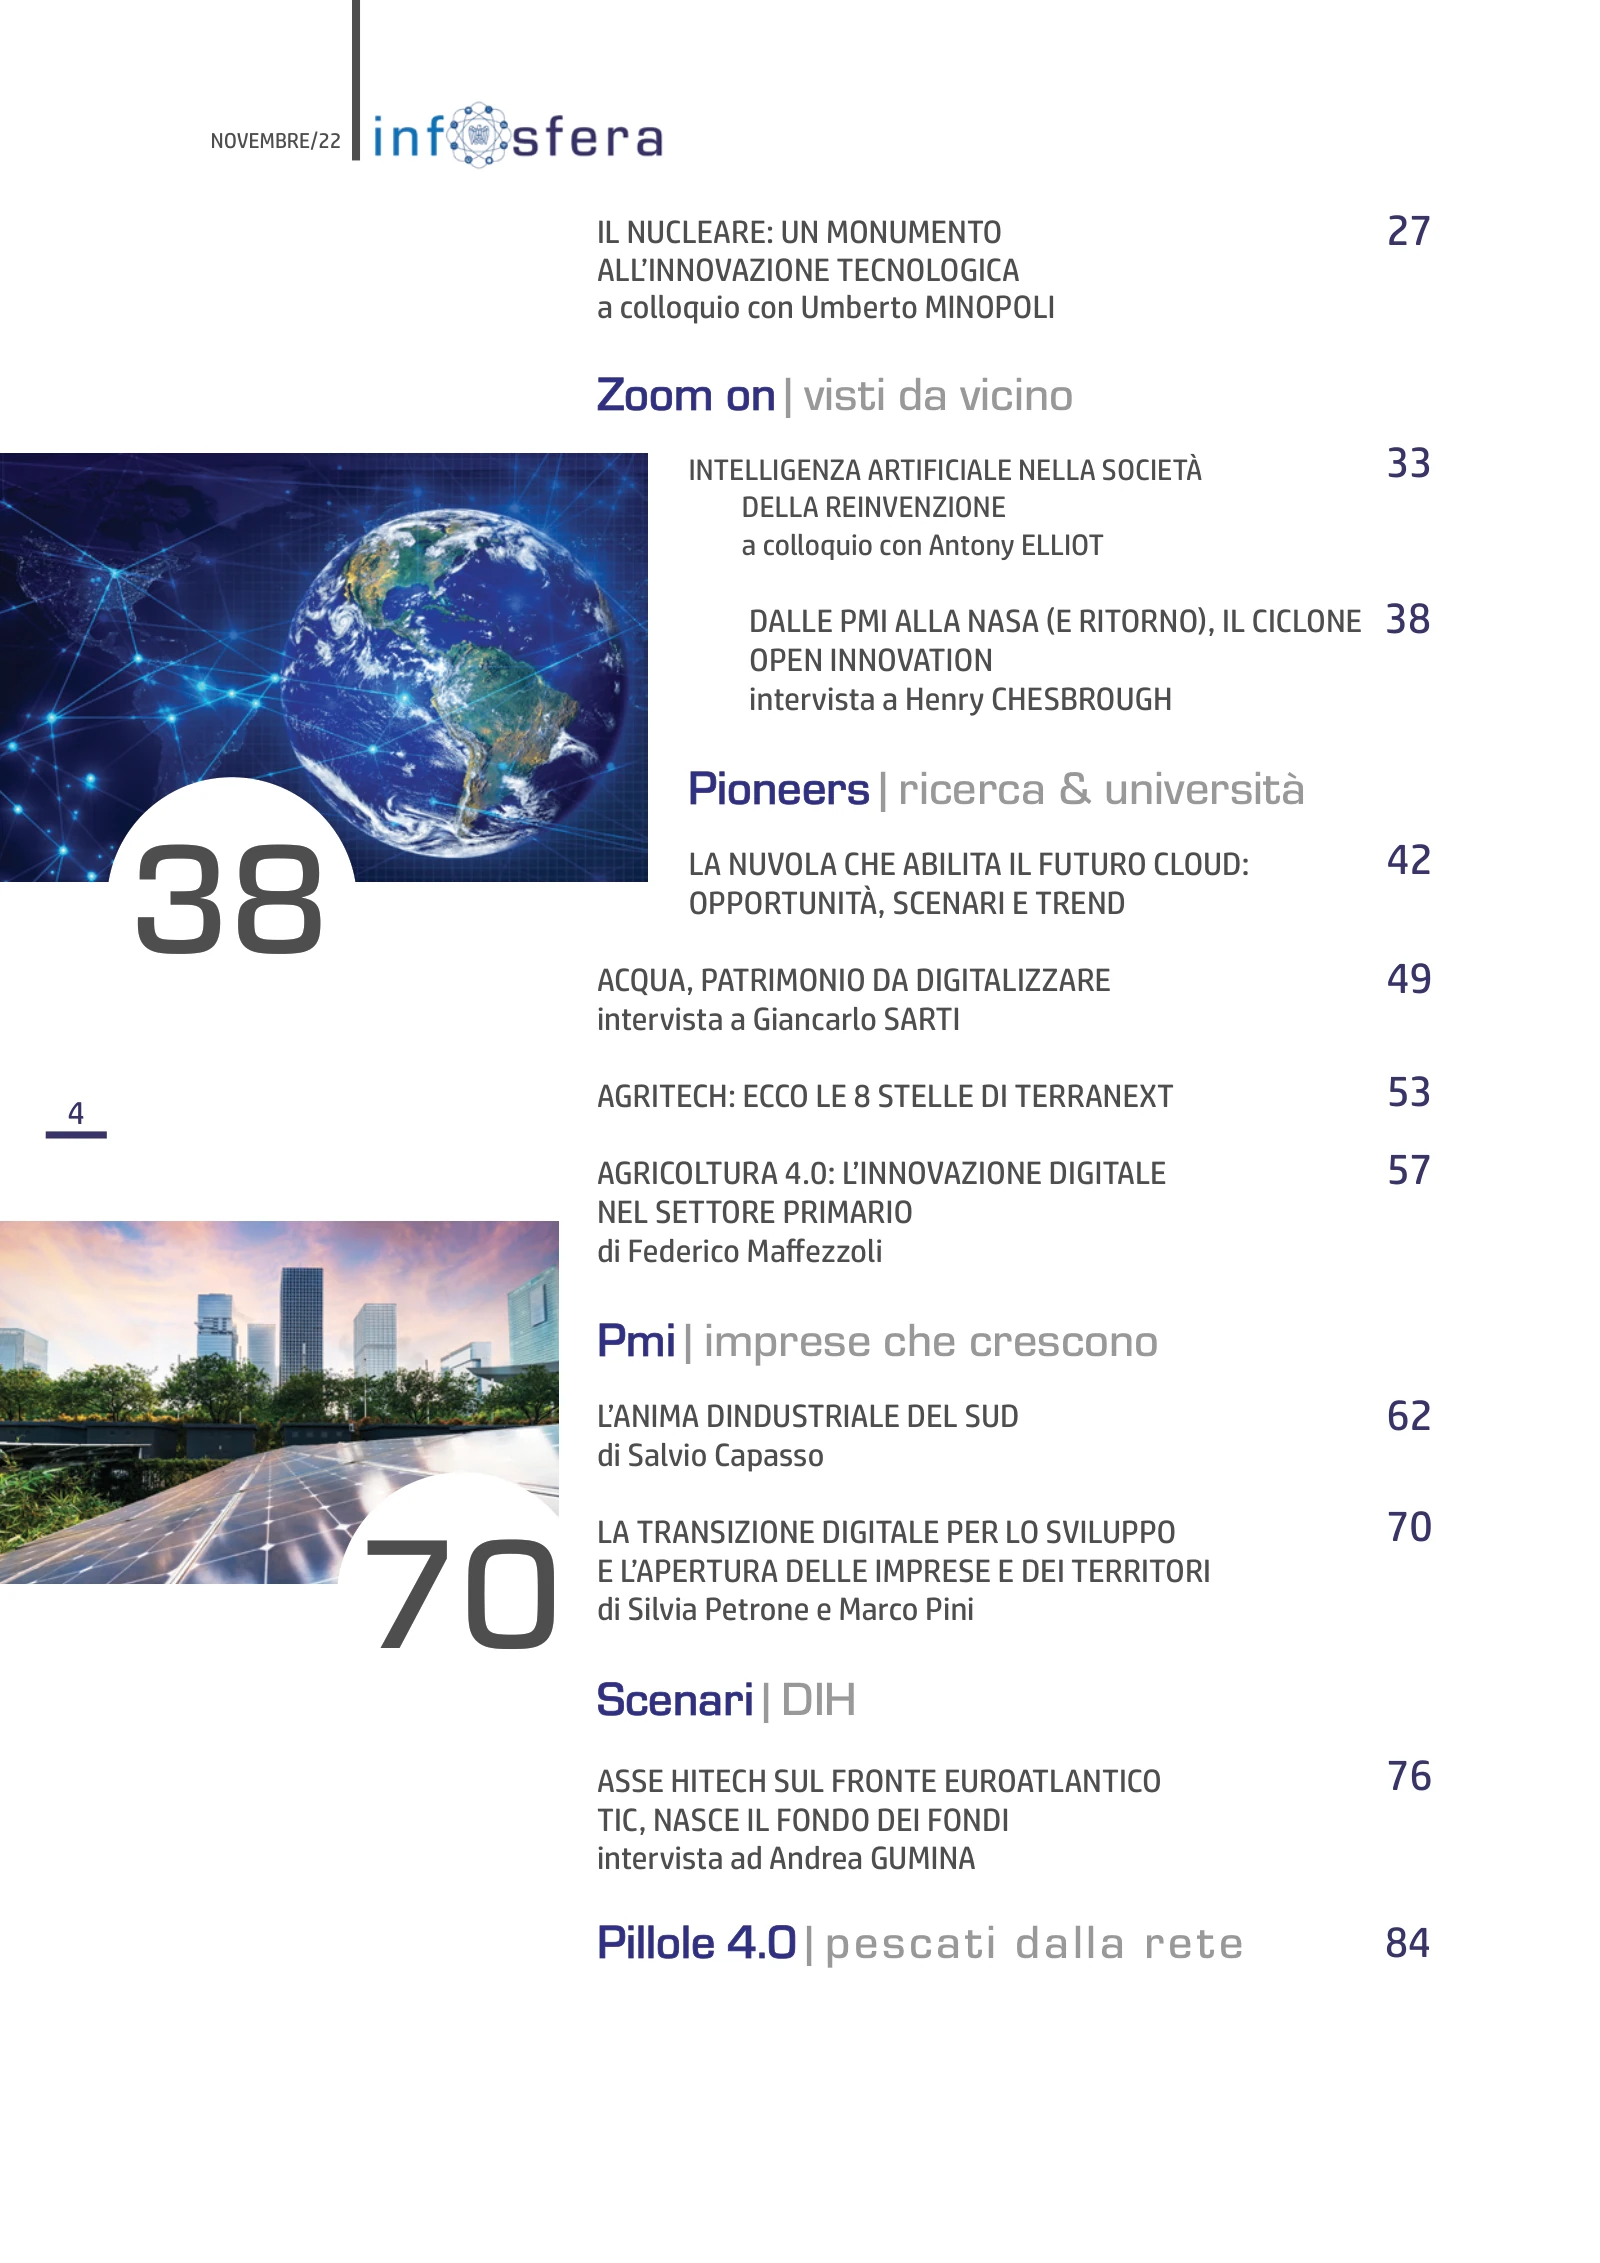 NOVEMBRE/22
infosfera
IL NUCLEARE: UN MONUMENTO
ALL’INNOVAZIONE TECNOLOGICA
a colloquio con Umberto MINOPOLI
27
Zoom on | visti da vicino
INTELLIGENZA ARTIFICIALE NELLA SOCIETÀ
DELLA REINVENZIONE
a colloquio con Antony ELLIOT
33
DALLE PMI ALLA NASA (E RITORNO), IL CICLONE
OPEN INNOVATION
intervista a Henry CHESBROUGH
38
Pioneers | ricerca & università
LA NUVOLA CHE ABILITA IL FUTURO CLOUD:
OPPORTUNITÀ, SCENARI E TREND
42
38
ACQUA, PATRIMONIO DA DIGITALIZZARE
intervista a Giancarlo SARTI
49
AGRITECH: ECCO LE 8 STELLE DI TERRANEXT
53
4
AGRICOLTURA 4.0: L’INNOVAZIONE DIGITALE
NEL SETTORE PRIMARIO
di Federico Maffezzoli
57
Pmi | imprese che crescono
L’ANIMA DINDUSTRIALE DEL SUD
di Salvio Capasso
62
LA TRANSIZIONE DIGITALE PER LO SVILUPPO
E L’APERTURA DELLE IMPRESE E DEI TERRITORI
di Silvia Petrone e Marco Pini
70
70
Scenari | DIH
ASSE HITECH SUL FRONTE EUROATLANTICO
TIC, NASCE IL FONDO DEI FONDI
intervista ad Andrea GUMINA
76
Pillole 4.0 | pescati dalla rete
84